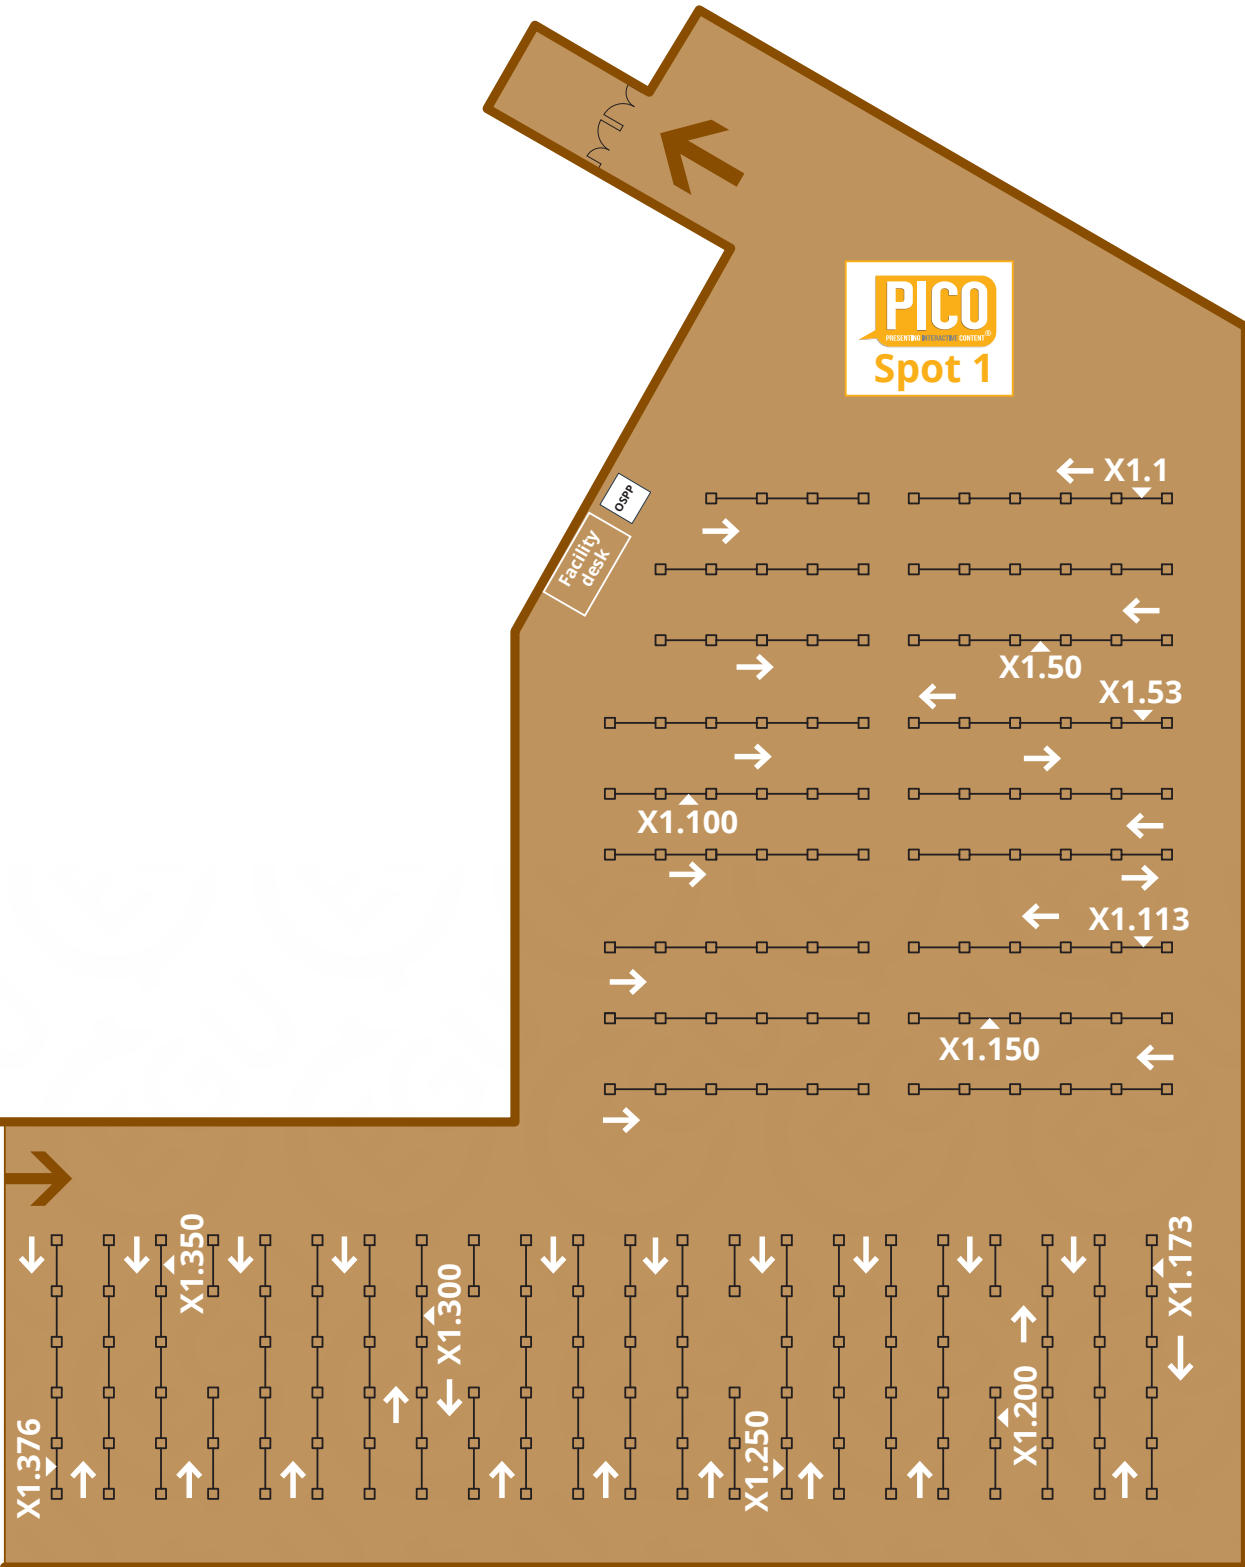 PICO®
PRESENTING INTERACTIVE CONTENT
Spot 1
X1.1
OSPP
Facility
desk
X1.50
X1.53
X1.100
X1.113
X1.150
X1.350
X1.173
X1.300
X1.200
X1.250
X1.376